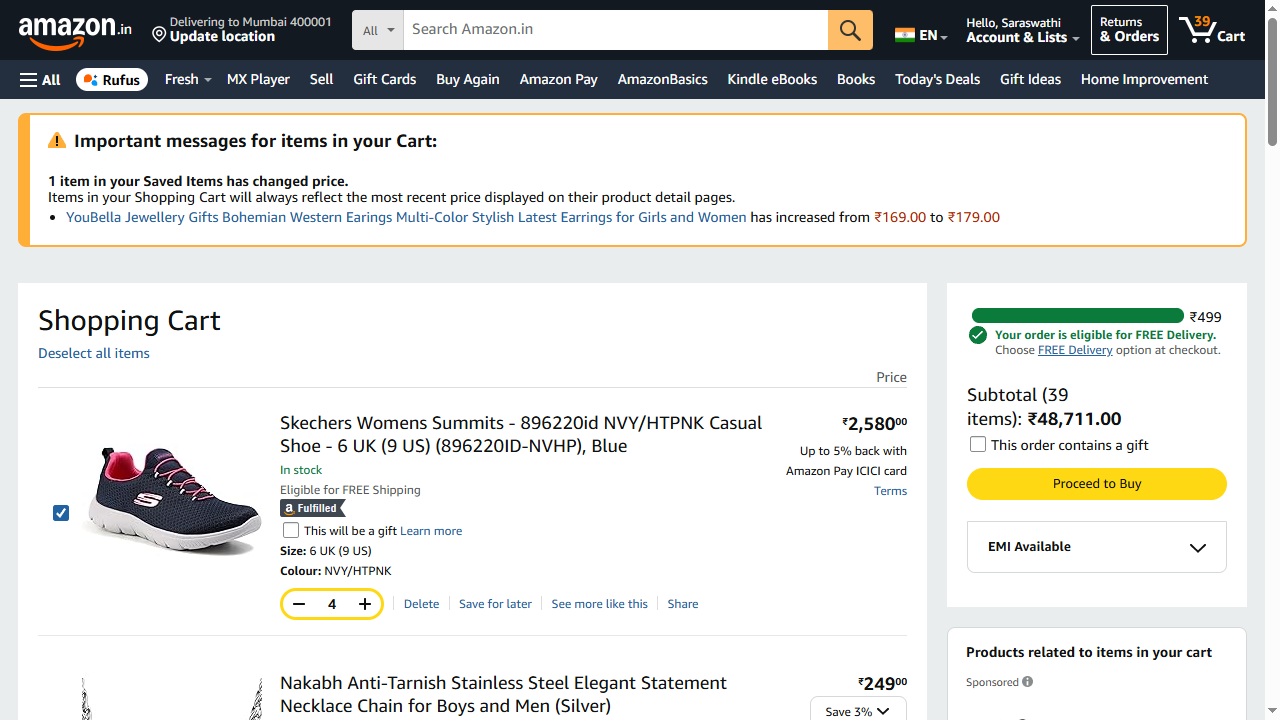 amazon.in
Delivering to Mumbai 400001
Update location
All
Search Amazon.in
EN
Hello, Saraswathi
Account & Lists
Returns
& Orders
39
Cart
All
Rufus
Fresh
MX Player
Sell
Gift Cards
Buy Again
Amazon Pay
AmazonBasics
Kindle eBooks
Books
Today's Deals
Gift Ideas
Home Improvement
Important messages for items in your Cart:
1 item in your Saved Items has changed price.
Items in your Shopping Cart will always reflect the most recent price displayed on their product detail pages.
YouBella Jewellery Gifts Bohemian Western Earings Multi-Color Stylish Latest Earrings for Girls and Women has increased from ₹169.00 to ₹179.00
Shopping Cart
Deselect all items
Price
Skechers Womens Summits - 896220id NVY/HTPNK Casual
Shoe - 6 UK (9 US) (896220ID-NVHP), Blue
₹2,58000
Up to 5% back with
Amazon Pay ICICI card
Terms
In stock
Eligible for FREE Shipping
a Fulfilled
This will be a gift Learn more
Size: 6 UK (9 US)
Colour: NVY/HTPNK
4
Delete
Save for later
See more like this
Share
Nakabh Anti-Tarnish Stainless Steel Elegant Statement
Necklace Chain for Boys and Men (Silver)
₹24900
Save 3%
₹499
Your order is eligible for FREE Delivery.
Choose FREE Delivery option at checkout.
Subtotal (39
items): ₹48,711.00
This order contains a gift
Proceed to Buy
EMI Available
Products related to items in your cart
Sponsored